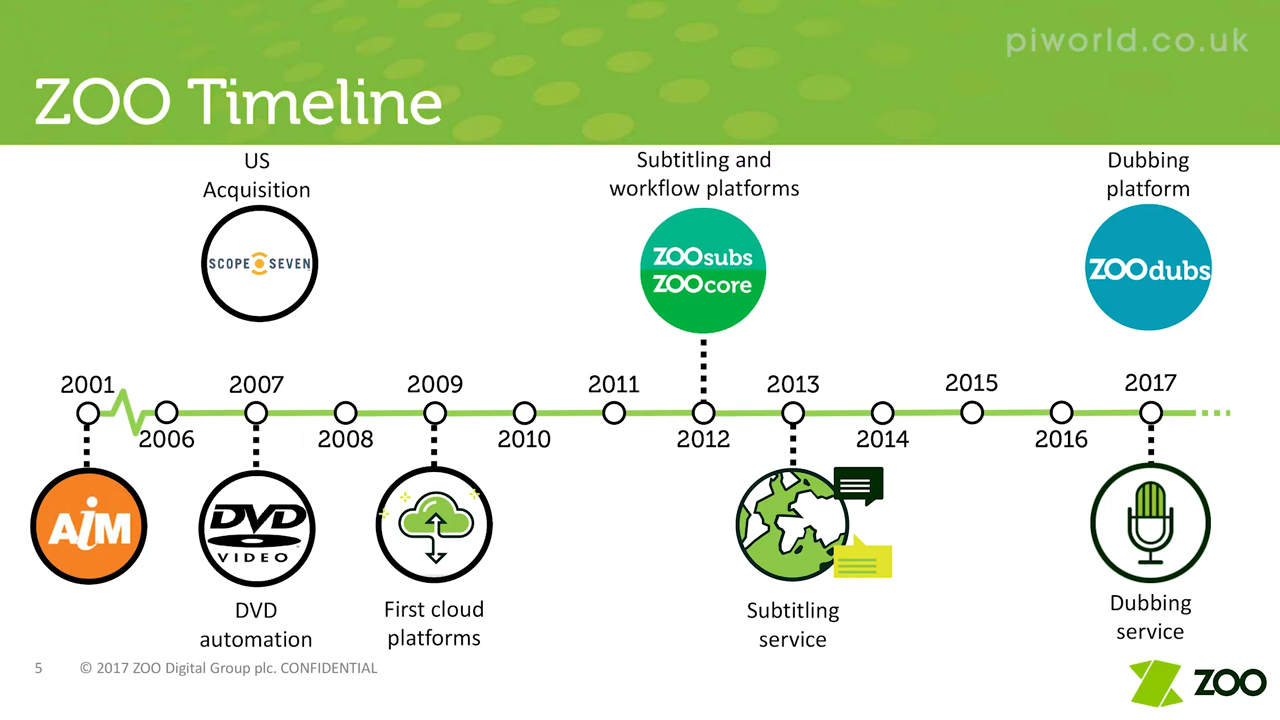 piworld.co.uk
ZOO Timeline
US
Acquisition
Subtitling and
workflow platforms
Dubbing
platform
SCOPE SEVEN
ZOOsubs
ZOOcore
ZOOdubs
2001
2007
2009
2011
2013
2015
2017
2006
2008
2010
2012
2014
2016
AiM
DVD
VIDEO
DVD
automation
First cloud
platforms
Subtitling
service
Dubbing
service
5
© 2017 ZOO Digital Group plc. CONFIDENTIAL
ZOO